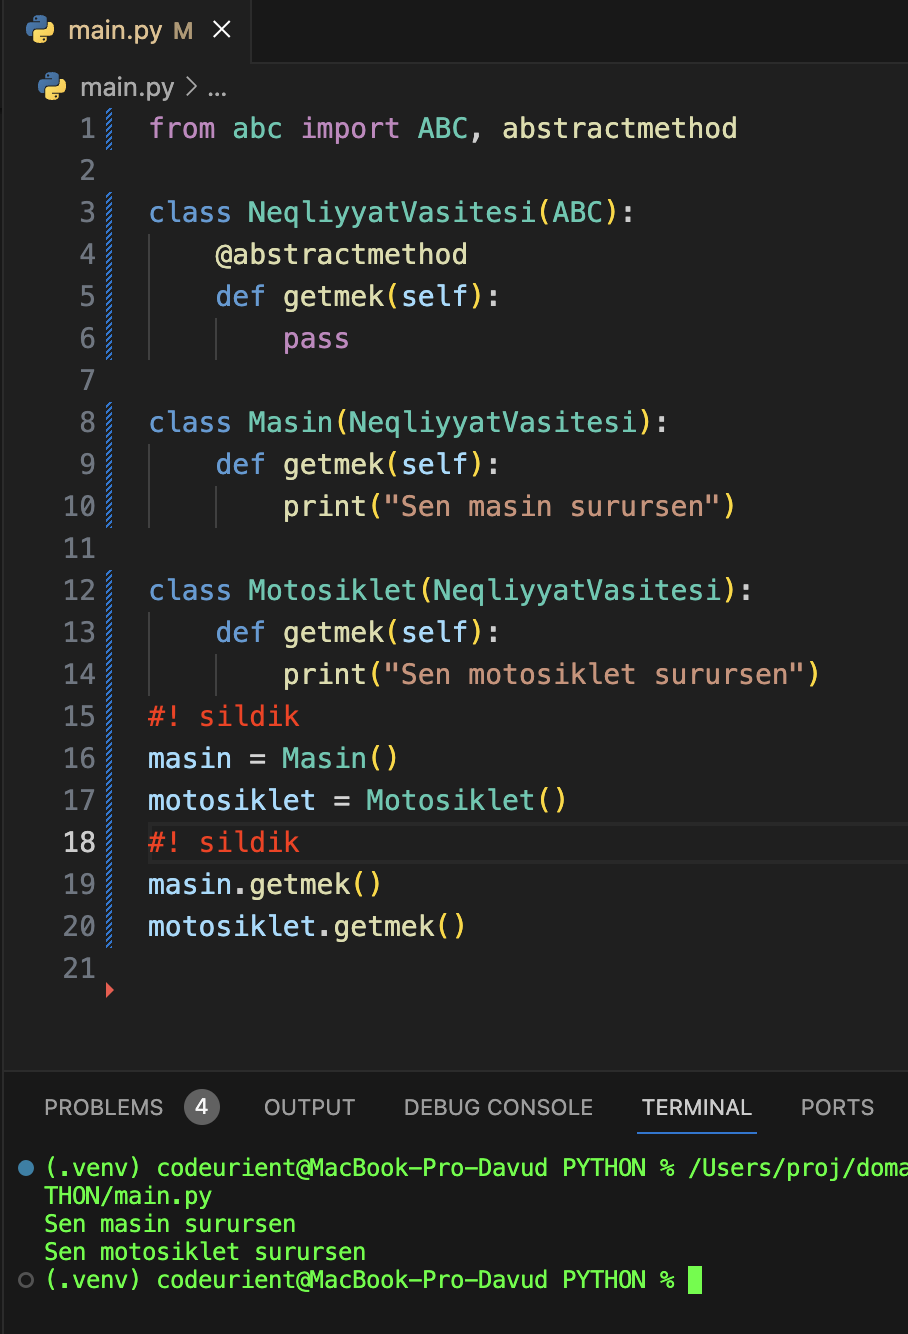 main.py M
main.py > ...
1 from abc import ABC, abstractmethod
2
3 class NeqliyyatVasitesi(ABC):
4     @abstractmethod
5     def getmek(self):
6         pass
7
8 class Masin(NeqliyyatVasitesi):
9     def getmek(self):
10         print("Sen masin surursen")
11
12 class Motosiklet(NeqliyyatVasitesi):
13     def getmek(self):
14         print("Sen motosiklet surursen")
15 #! sildik
16 masin = Masin()
17 motosiklet = Motosiklet()
18 #! sildik
19 masin.getmek()
20 motosiklet.getmek()
21
PROBLEMS 4 OUTPUT DEBUG CONSOLE TERMINAL PORTS
(.venv) codeurient@MacBook-Pro-Davud PYTHON % /Users/proj/doma
THON/main.py
Sen masin surursen
Sen motosiklet surursen
(.venv) codeurient@MacBook-Pro-Davud PYTHON %